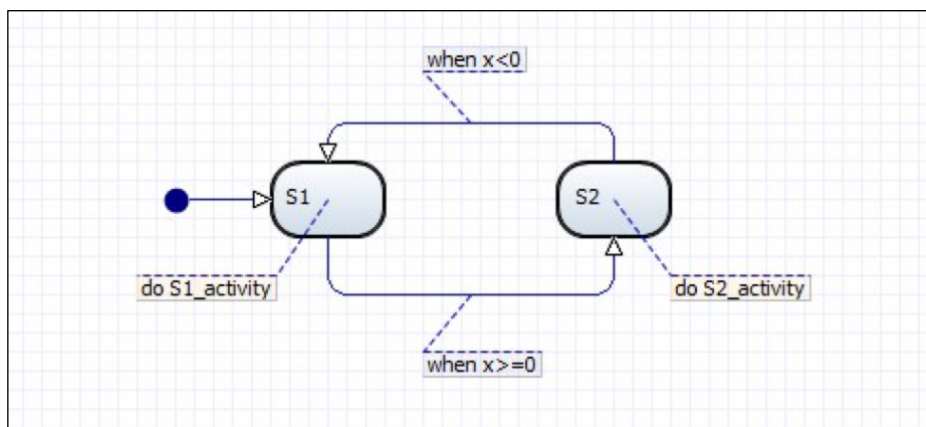 when x<0
S1
S2
do S1_activity
do S2_activity
when x>=0